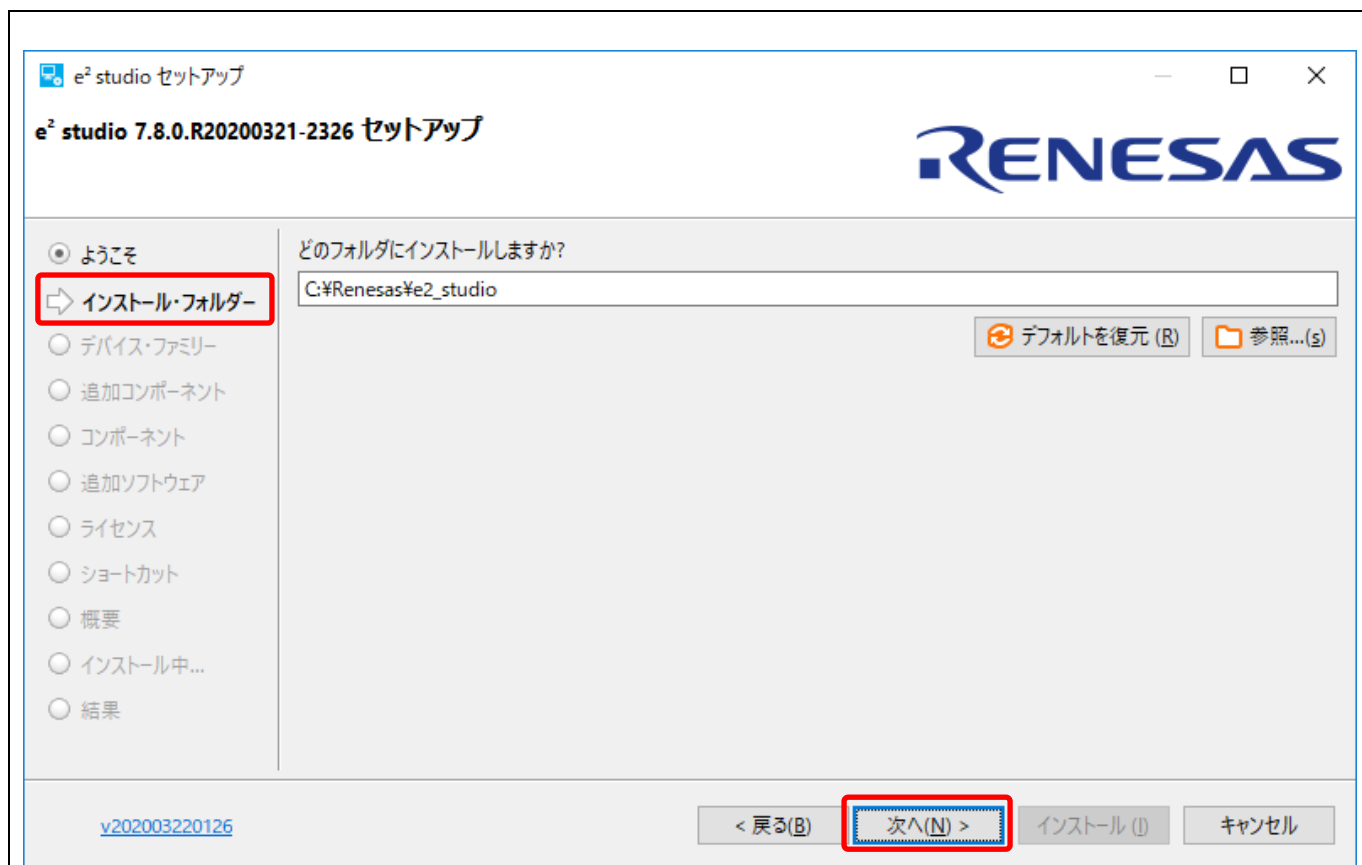 e² studio セットアップ
e² studio 7.8.0.R20200321-2326 セットアップ
RENESAS
ようこそ
どのフォルダにインストールしますか?
インストール・フォルダー
C:¥Renesas¥e2_studio
デバイス・ファミリー
デフォルトを復元 (R)
参照...(s)
追加コンポーネント
コンポーネント
追加ソフトウェア
ライセンス
ショートカット
概要
インストール中...
結果
v202003220126
< 戻る(B)
次へ(N) >
インストール (I)
キャンセル